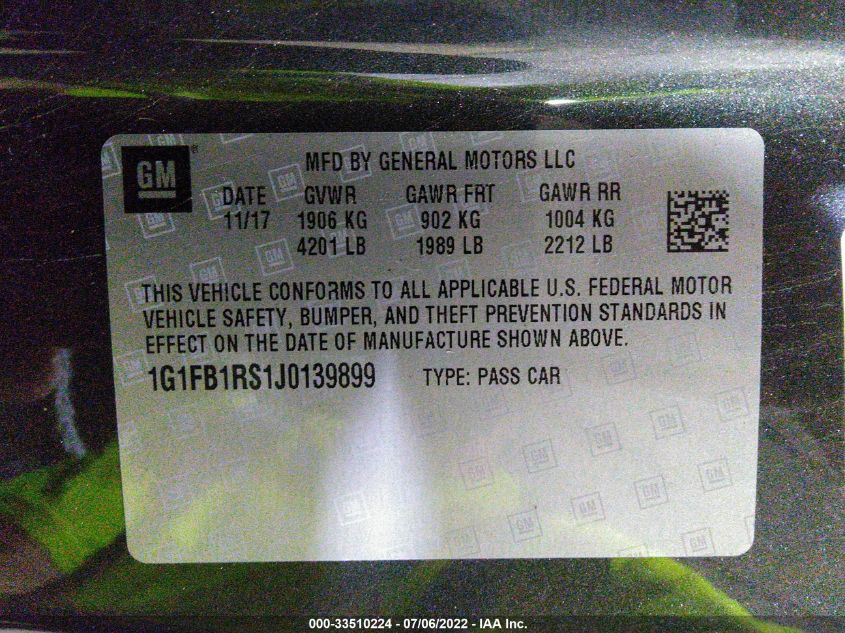 GM
MFD BY GENERAL MOTORS LLC
DATE GVWR GAWR FRT GAWR RR
11/17 1906 KG 902 KG 1004 KG
4201 LB 1989 LB 2212 LB
THIS VEHICLE CONFORMS TO ALL APPLICABLE U.S. FEDERAL MOTOR
VEHICLE SAFETY, BUMPER, AND THEFT PREVENTION STANDARDS IN
EFFECT ON THE DATE OF MANUFACTURE SHOWN ABOVE.
1G1FB1RS1J0139899 TYPE: PASS CAR
000-33510224 - 07/06/2022 - IAA Inc.